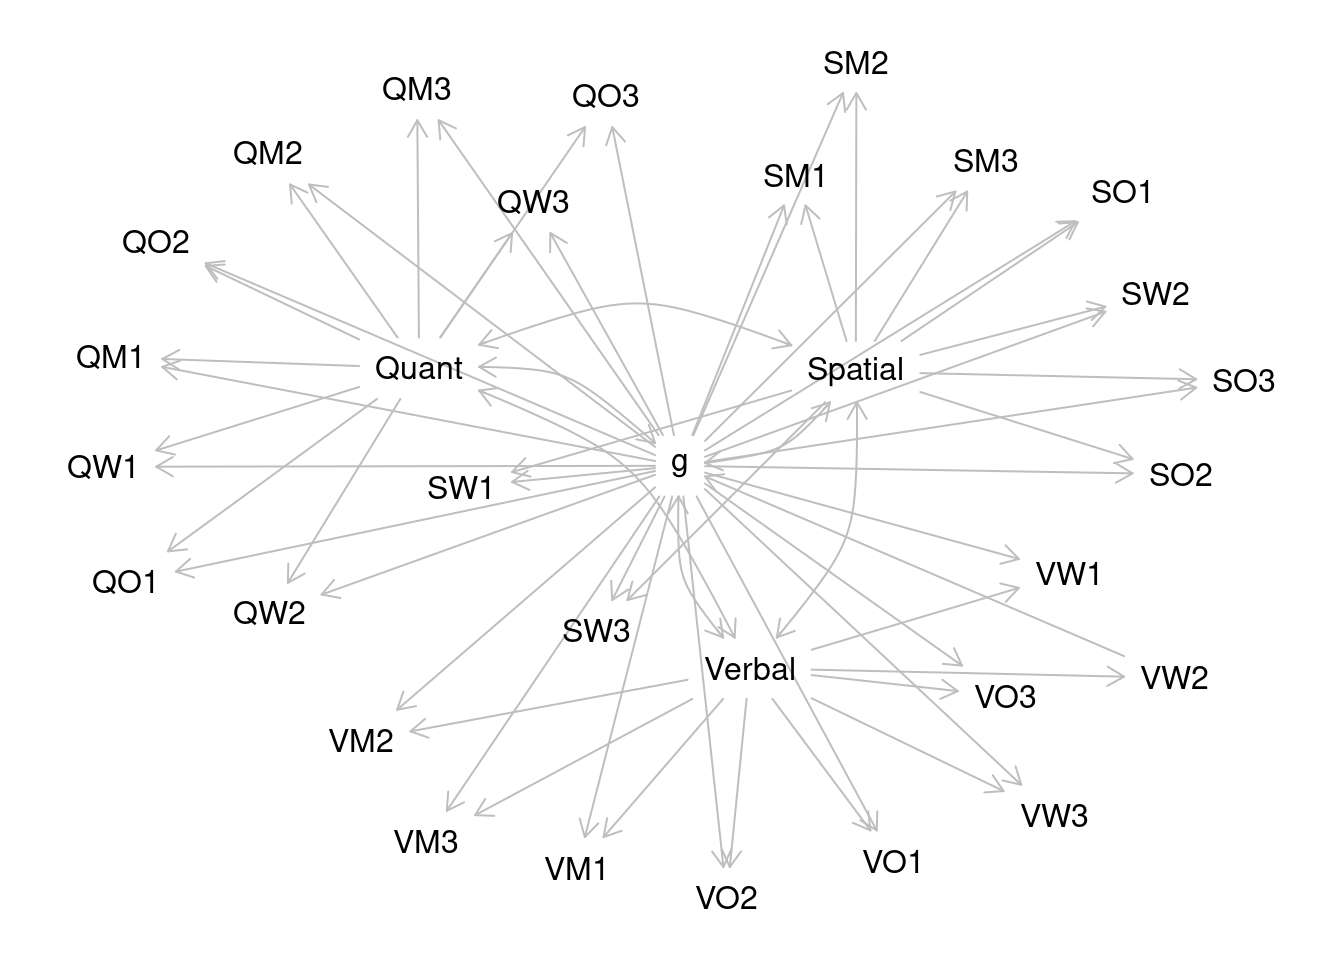 SM2
QM3
QO3
QM2
SM3
SM1
SO1
QW3
QO2
SW2
QM1
Quant
Spatial
SO3
g
QW1
SO2
SW1
VW1
QO1
QW2
SW3
Verbal
VW2
VO3
VM2
VW3
VM3
VO1
VM1
VO2